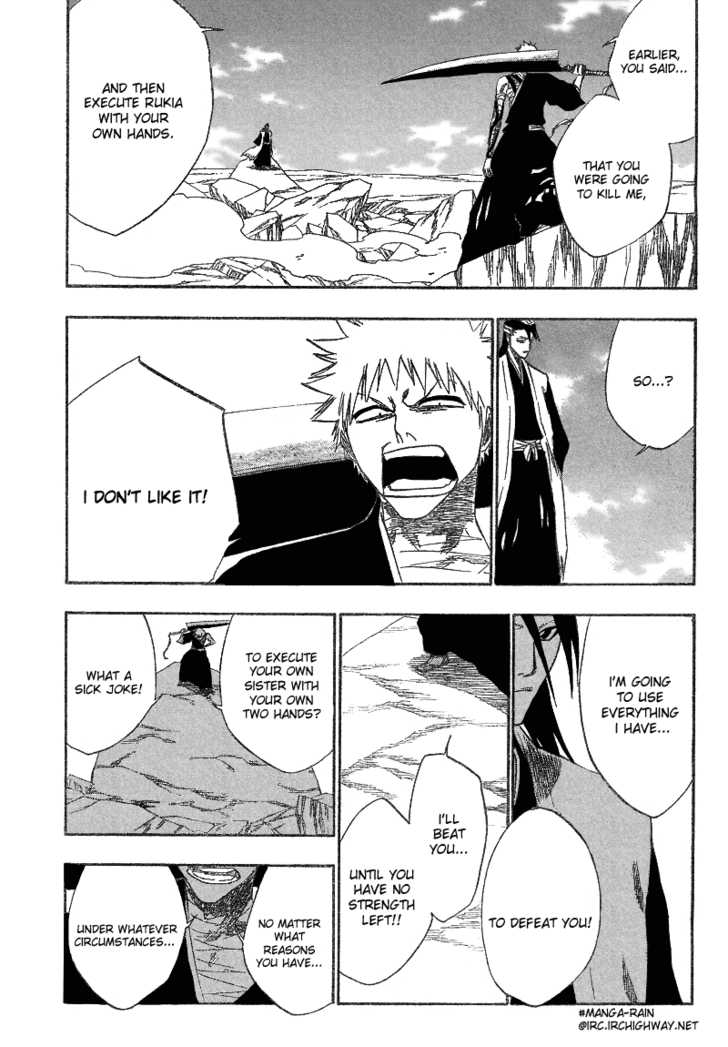 EARLIER,
YOU SAID...
THAT YOU
WERE GOING
TO KILL ME,
AND THEN
EXECUTE RUKIA
WITH YOUR
OWN HANDS.
SO...?
I DON'T LIKE IT!
I'M GOING
TO USE
EVERYTHING
I HAVE...
TO DEFEAT YOU!
I'LL
BEAT
YOU...
UNTIL YOU
HAVE NO
STRENGTH
LEFT!!
TO EXECUTE
YOUR OWN
SISTER WITH
YOUR OWN
TWO HANDS?
WHAT A
SICK JOKE!
NO MATTER
WHAT
REASONS
YOU HAVE...
UNDER WHATEVER
CIRCUMSTANCES...
#MANGA-RAIN
@IRC.IRCHIGHWAY.NET